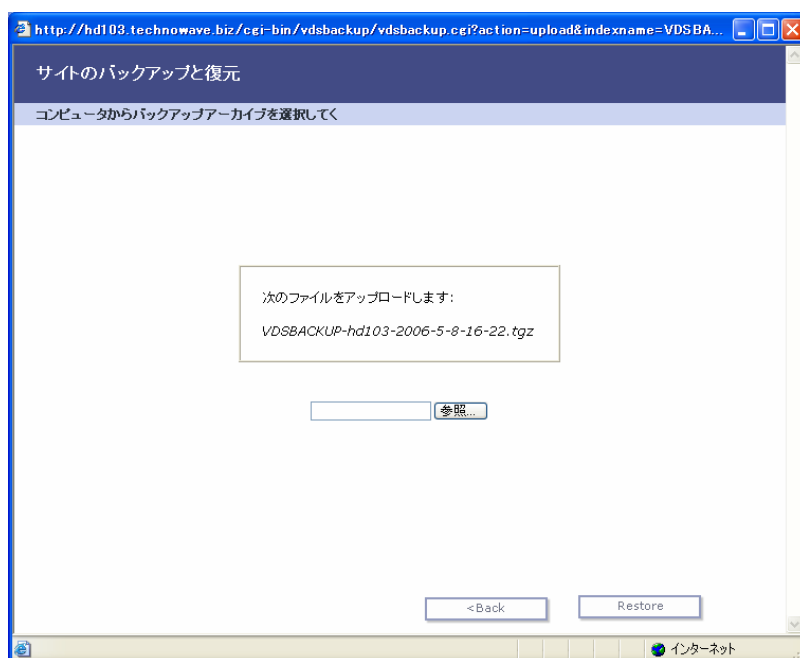 http://hd103.technowave.biz/cgi-bin/vdsbackup/vdsbackup.cgi?action=upload&indexname=VDSBA...
サイトのバックアップと復元
コンピュータからバックアップアーカイブを選択してく
次のファイルをアップロードします:
VDSBACKUP-hd103-2006-5-8-16-22.tgz
参照...
<Back
Restore
インターネット